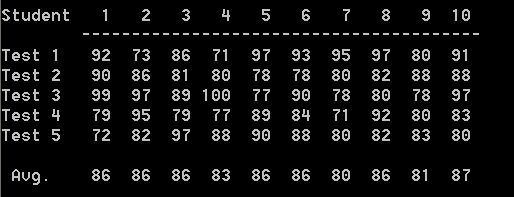 Student   1   2   3   4   5   6   7   8   9  10
        ----------------------------------------
Test 1   92  73  86  71  97  93  95  97  80  91
Test 2   90  86  81  80  78  78  80  82  88  88
Test 3   99  97  89 100  77  90  78  80  78  97
Test 4   79  95  79  77  89  84  71  92  80  83
Test 5   72  82  97  88  90  88  80  82  83  80
 Avg.    86  86  86  83  86  86  80  86  81  87